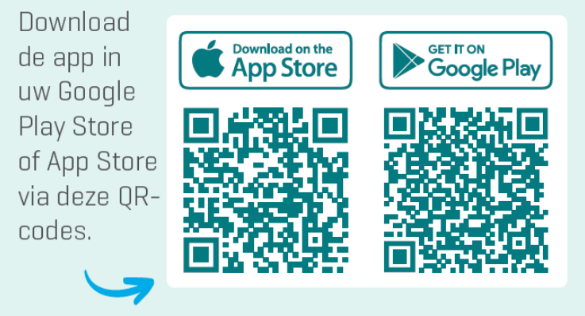 Download
de app in
uw Google
Play Store
of App Store
via deze QR-
codes.
Download on the
App Store
GET IT ON
Google Play